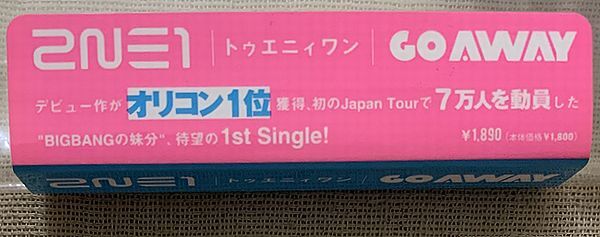 2NE1 | トゥエニィワン | GO AWAY
デビュー作がオリコン1位獲得、初のJapan Tourで7万人を動員した
"BIGBANGの妹分"、待望の1st Single!
¥1,890(本体価格¥1,800)
2NE1 | トゥエニィワン | GO AWAY